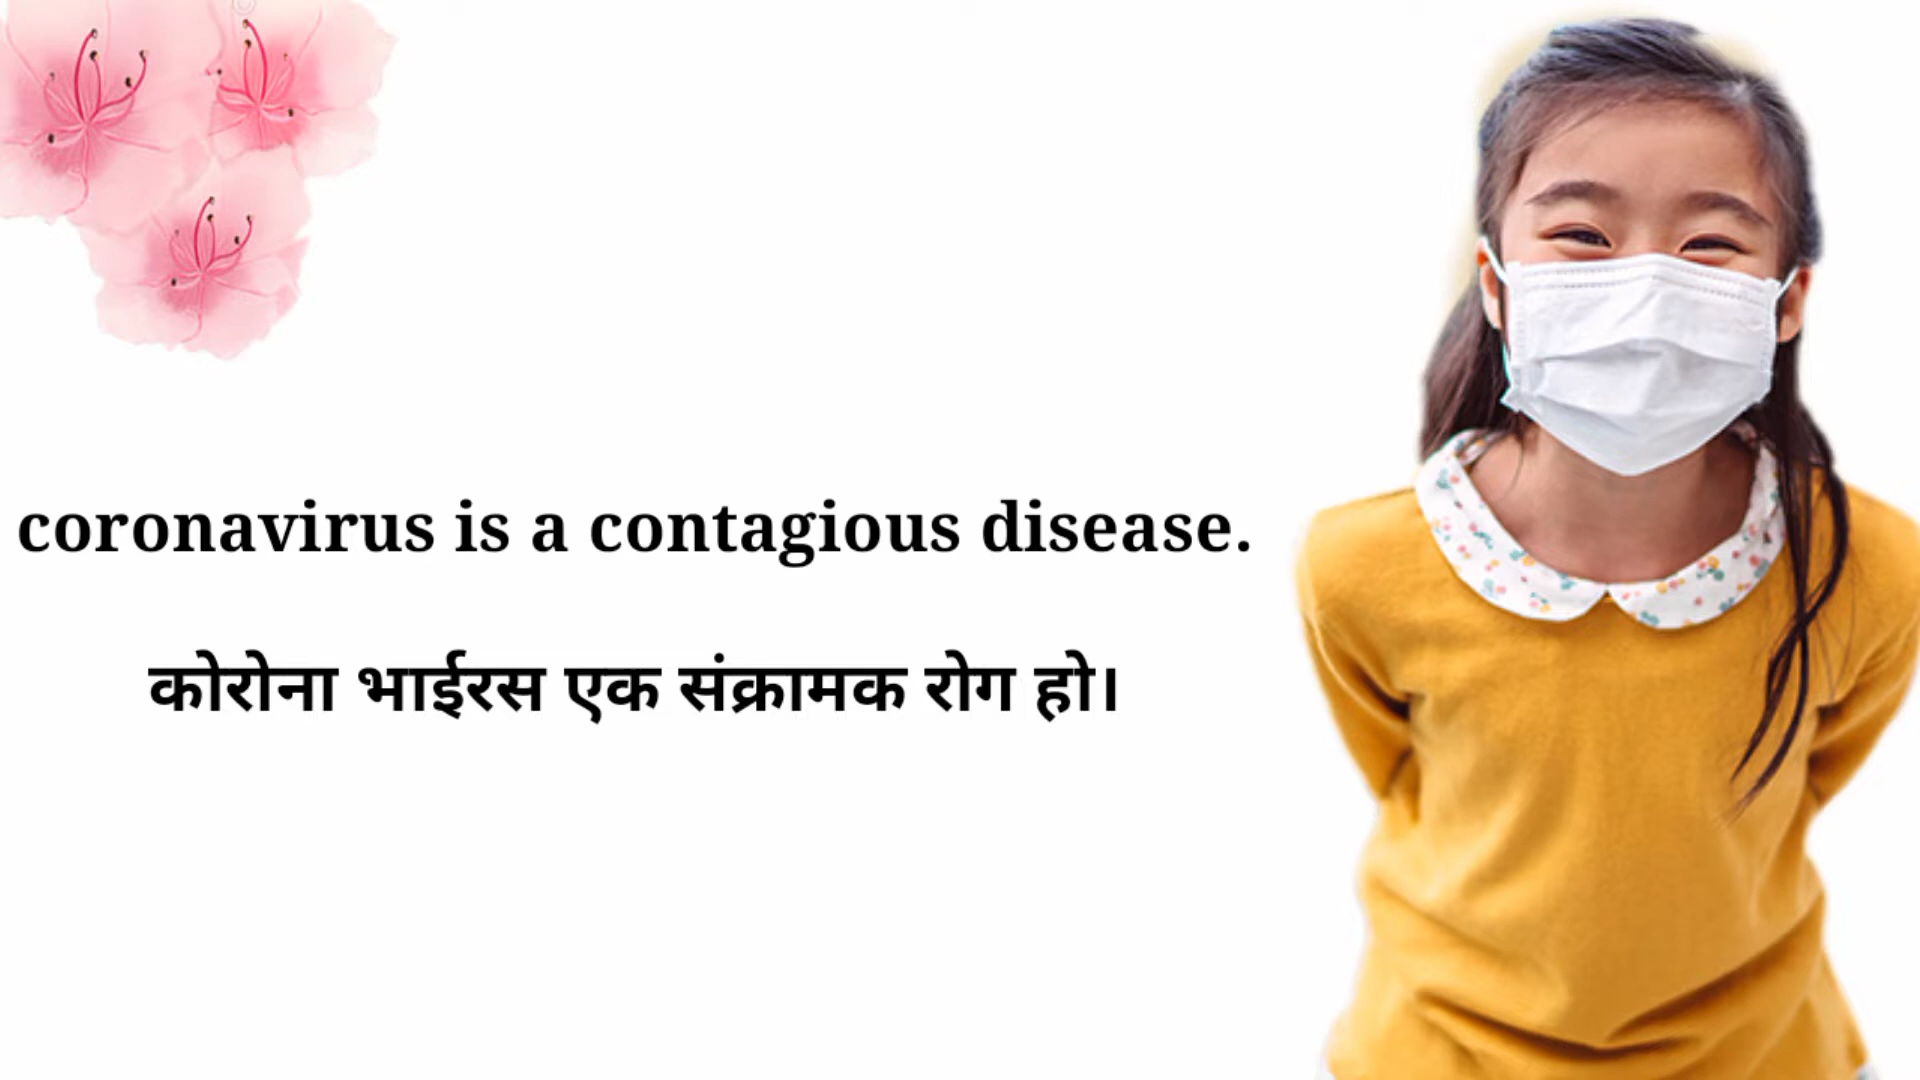 coronavirus is a contagious disease.
कोरोना भाईरस एक संक्रामक रोग हो।